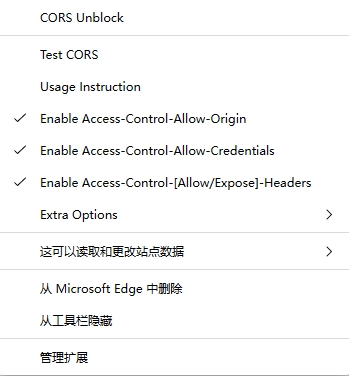 CORS Unblock
Test CORS
Usage Instruction
Enable Access-Control-Allow-Origin
Enable Access-Control-Allow-Credentials
Enable Access-Control-[Allow/Expose]-Headers
Extra Options
这可以读取和更改站点数据
从 Microsoft Edge 中删除
从工具栏隐藏
管理扩展